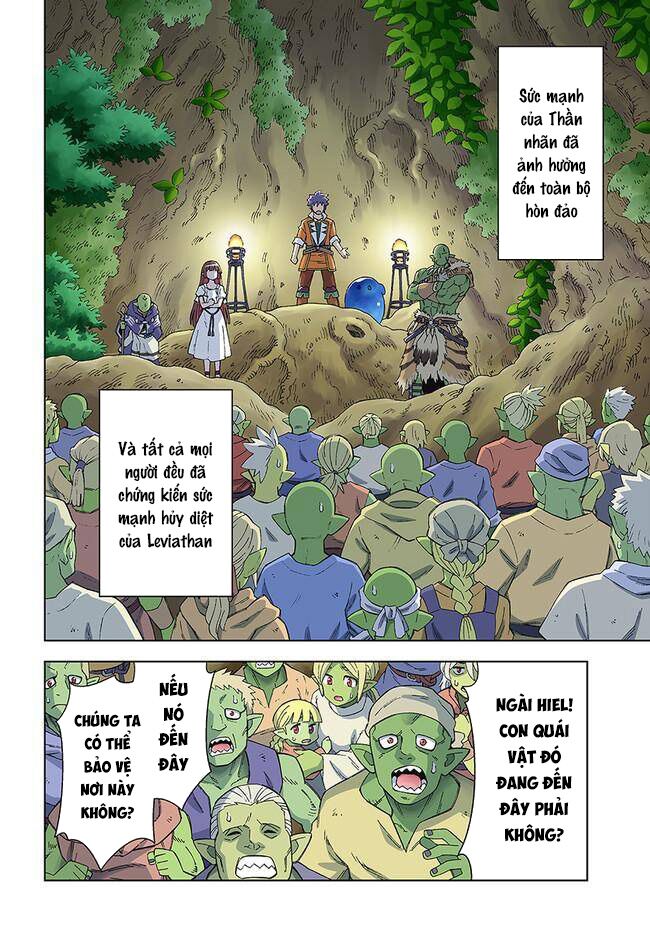 Sức mạnh
của Thần
nhãn đã
ảnh hưởng
đến toàn bộ
hòn đảo
Và tất cả mọi
người đều đã
chứng kiến sức
mạnh hủy diệt
của Leviathan
NGÀI HIEL!
CON QUÁI
VẬT ĐÓ
ĐANG ĐẾN
ĐÂY PHẢI
KHÔNG?
NẾU
NÓ
ĐẾN
ĐÂY
CHÚNG TA
CÓ THỂ
BẢO VỆ
NƠI NÀY
KHÔNG?